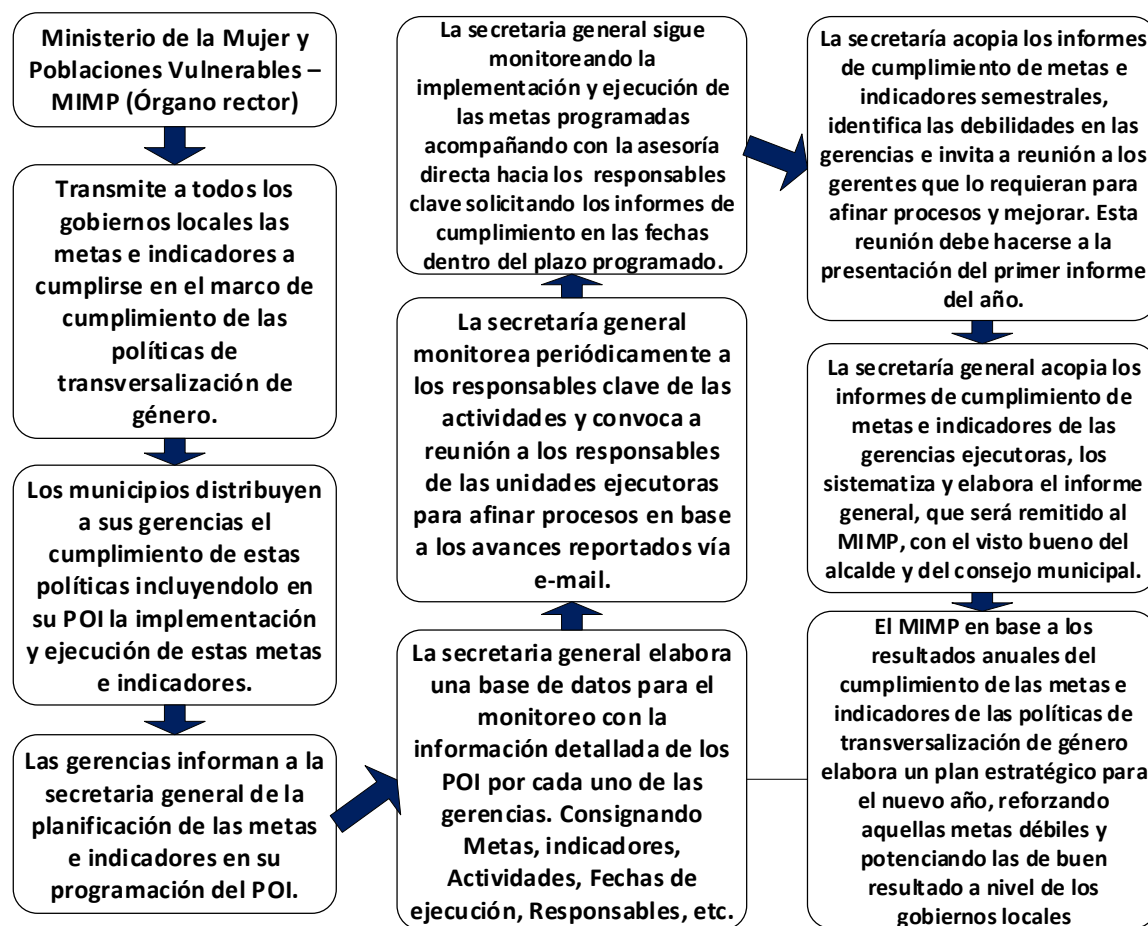 Ministerio de la Mujer y
Poblaciones Vulnerables –
MIMP (Órgano rector)
Transmite a todos los
gobiernos locales las
metas e indicadores a
cumplirse en el marco de
cumplimiento de las
políticas de
transversalización de
género.
Los municipios distribuyen
a sus gerencias el
cumplimiento de estas
políticas incluyendolo en
su POI la implementación
y ejecución de estas metas
e indicadores.
Las gerencias informan a la
secretaria general de la
planificación de las metas
e indicadores en su
programación del POI.
La secretaria general elabora
una base de datos para el
monitoreo con la
información detallada de los
POI por cada uno de las
gerencias. Consignando
Metas, indicadores,
Actividades, Fechas de
ejecución, Responsables, etc.
La secretaría general
monitorea periódicamente a
los responsables clave de las
actividades y convoca a
reunión a los responsables
de las unidades ejecutoras
para afinar procesos en base
a los avances reportados vía
e-mail.
La secretaria general sigue
monitoreando la
implementación y ejecución de
las metas programadas
acompañando con la asesoría
directa hacia los responsables
clave solicitando los informes de
cumplimiento en las fechas
dentro del plazo programado.
La secretaría acopia los informes
de cumplimiento de metas e
indicadores semestrales,
identifica las debilidades en las
gerencias e invita a reunión a los
gerentes que lo requieran para
afinar procesos y mejorar. Esta
reunión debe hacerse a la
presentación del primer informe
del año.
La secretaría general acopia los
informes de cumplimiento de
metas e indicadores de las
gerencias ejecutoras, los
sistematiza y elabora el informe
general, que será remitido al
MIMP, con el visto bueno del
alcalde y del consejo municipal.
El MIMP en base a los
resultados anuales del
cumplimiento de las metas e
indicadores de las políticas de
transversalización de género
elabora un plan estratégico para
el nuevo año, reforzando
aquellas metas débiles y
potenciando las de buen
resultado a nivel de los
gobiernos locales